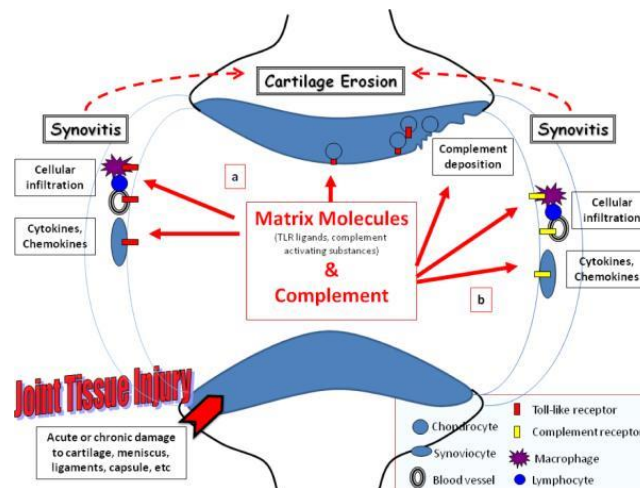 Cartilage Erosion
Synovitis
Synovitis
Cellular
infiltration
a
Complement
deposition
Matrix Molecules
(TLR ligands, complement
activating substances)
&
Complement
Cellular
infiltration
Cytokines,
Chemokines
b
Cytokines,
Chemokines
Joint Tissue Injury
Acute or chronic damage
to cartilage, meniscus,
ligaments, capsule, etc
Chondrocyte
Synoviocyte
Blood vessel
Toll-like receptor
Complement receptor
Macrophage
Lymphocyte